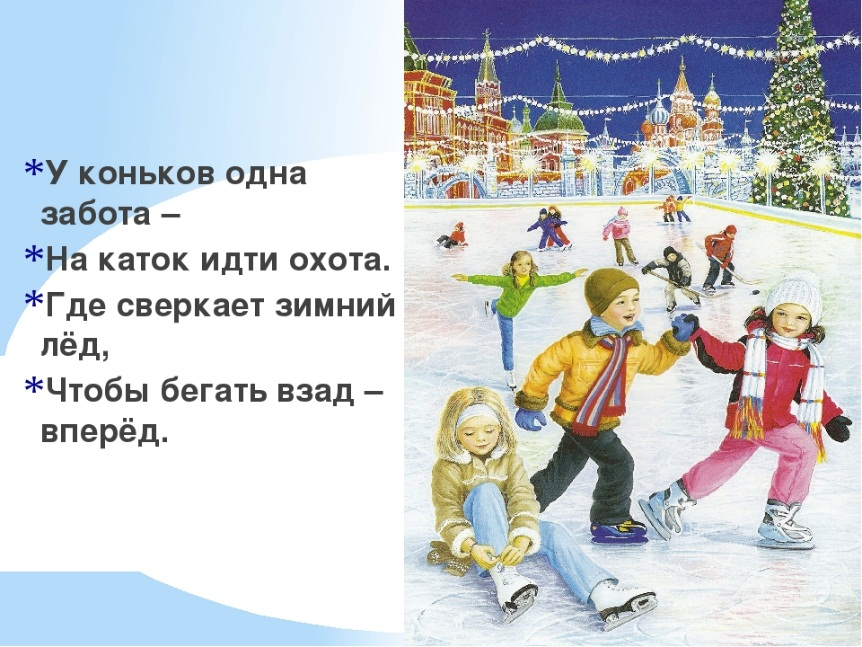 *У коньков одна
забота –
*На каток идти охота.
*Где сверкает зимний
лёд,
*Чтобы бегать взад –
вперёд.